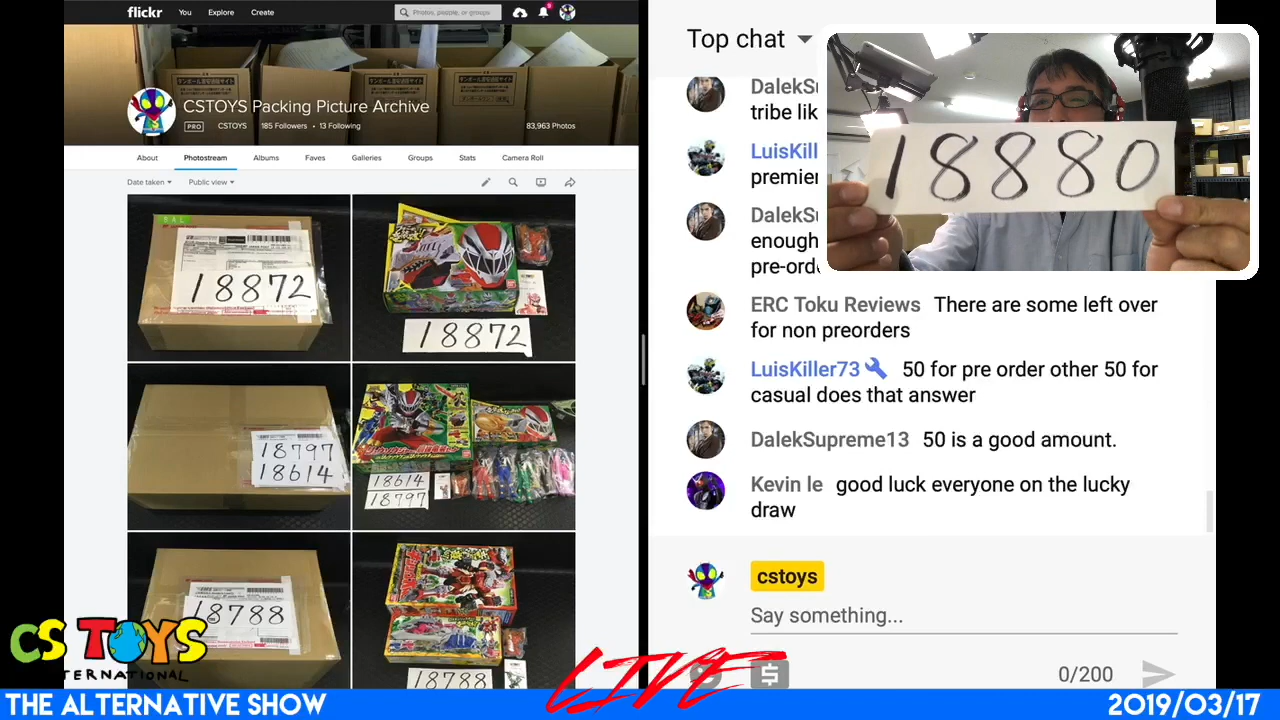 flickr
You
Explore
Create
Photos, people, or groups
CSTOYS Packing Picture Archive
PRO
CSTOYS
185 Followers • 13 Following
83,963 Photos
About
Photostream
Albums
Faves
Galleries
Groups
Stats
Camera Roll
Date taken
Public view
SAL
18872
18872
18797
18614
18614
18797
18788
18788
Top chat
DalekSu
tribe lik
LuisKill
premier
DalekSu
enough
pre-ord
ERC Toku Reviews There are some left over
for non preorders
LuisKiller73 50 for pre order other 50 for
casual does that answer
DalekSupreme13 50 is a good amount.
Kevin le good luck everyone on the lucky
draw
cstoys
Say something...
0/200
18880
CS TOYS
INTERNATIONAL
LIVE
THE ALTERNATIVE SHOW
2019/03/17